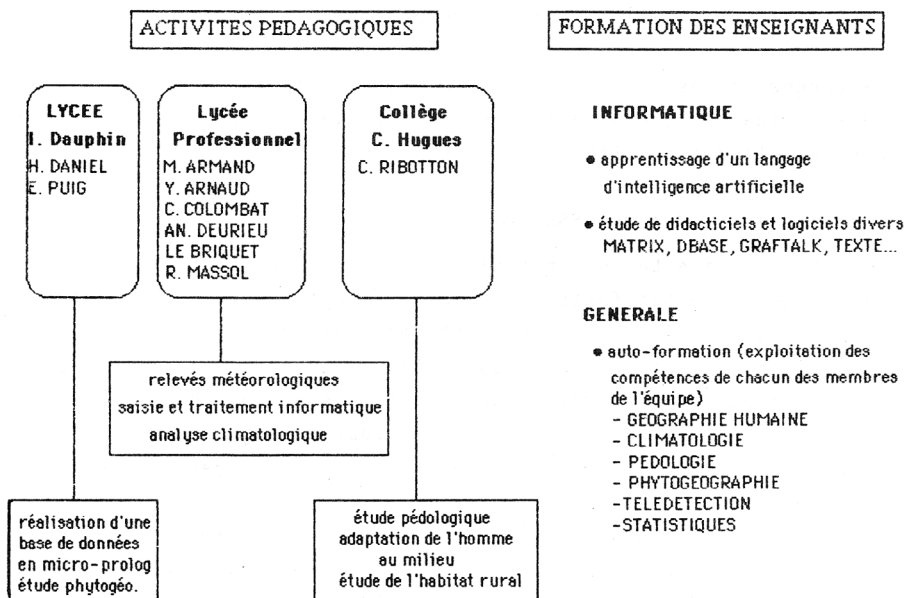 ACTIVITES PEDAGOGIQUES
FORMATION DES ENSEIGNANTS
LYCEE
I. Dauphin
H. DANIEL
E. PUIG
Lycée
Professionnel
M. ARMAND
Y. ARNAUD
C. COLOMBAT
AN. DEURIEU
LE BRIQUET
R. MASSOL
Collège
C. Hugues
C. RIBOTTON
relevés météorologiques
saisie et traitement informatique
analyse climatologique
réalisation d'une
base de données
en micro-prolog
étude phytogéo.
étude pédologique
adaptation de l'homme
au milieu
étude de l'habitat rural
INFORMATIQUE
● apprentissage d'un langage
d'intelligence artificielle
● étude de didacticiels et logiciels divers
MATRIX, DBASE, GRAFTALK, TEXTE...
GENERALE
● auto-formation (exploitation des
compétences de chacun des membres
de l'équipe)
- GEOGRAPHIE HUMAINE
- CLIMATOLOGIE
- PEDOLOGIE
- PHYTOGEOGRAPHIE
-TELEDETECTION
-STATISTIQUES